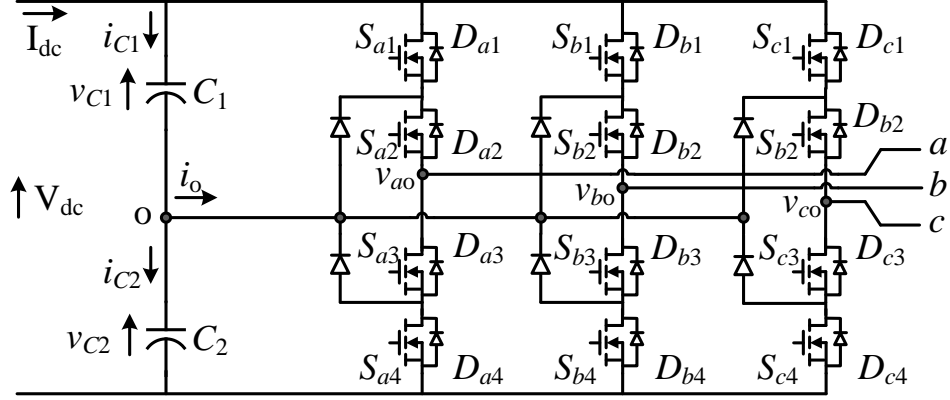 I_dc
i_C1
v_C1
C_1
V_dc
o
i_o
i_C2
v_C2
C_2
S_a1
D_a1
S_b1
D_b1
S_c1
D_c1
S_a2
D_a2
S_b2
D_b2
S_b2
D_b2
v_ao
v_bo
v_co
a
b
c
S_a3
D_a3
S_b3
D_b3
S_c3
D_c3
S_a4
D_a4
S_b4
D_b4
S_c4
D_c4